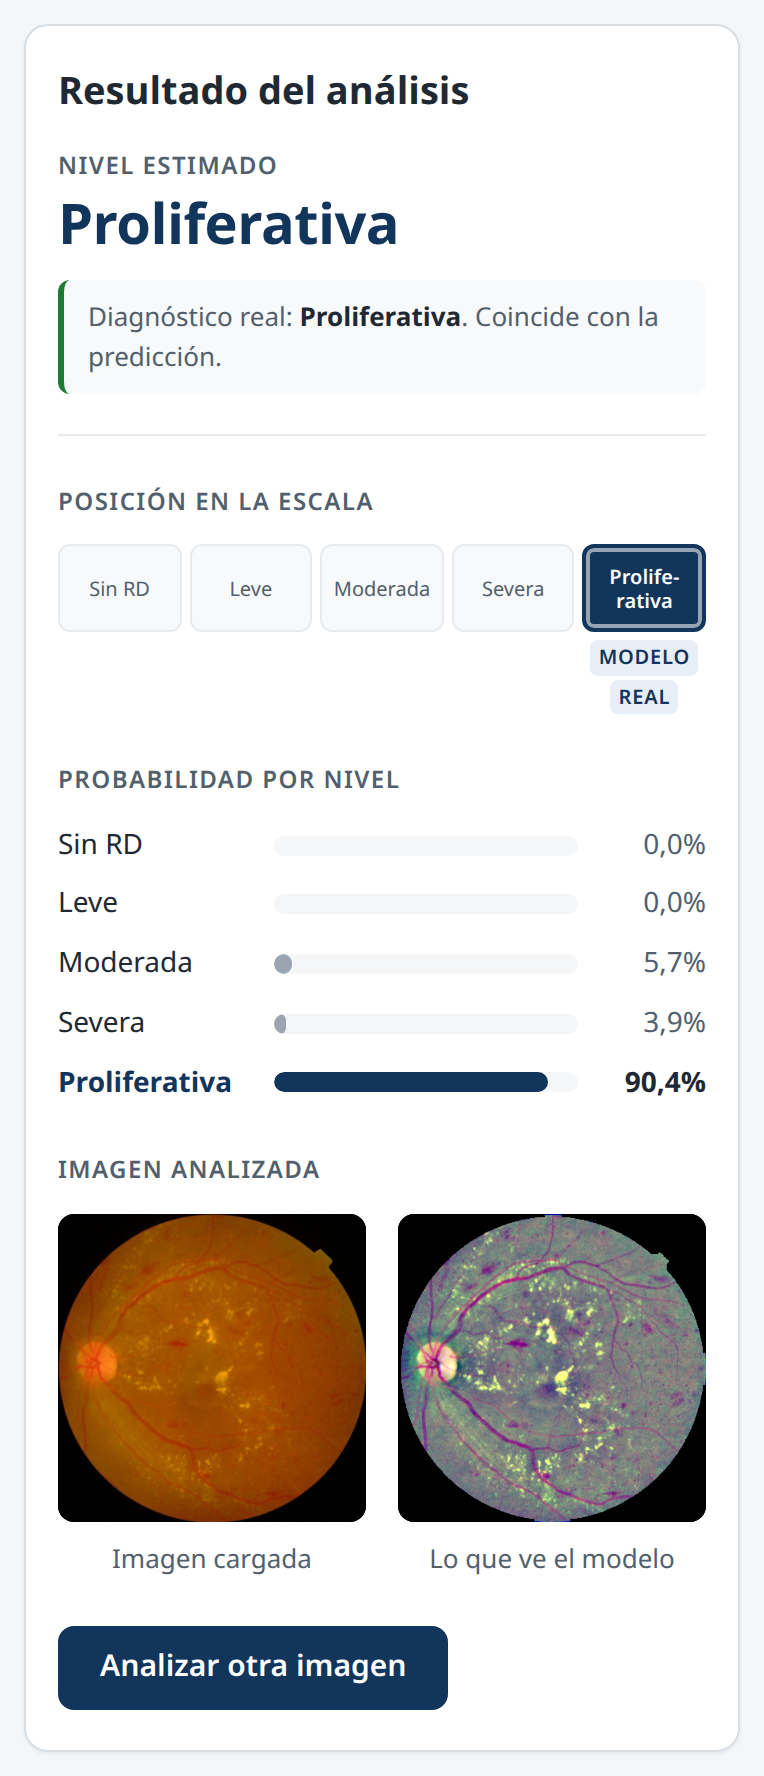 Resultado del análisis
NIVEL ESTIMADO
Proliferativa
Diagnóstico real: Proliferativa. Coincide con la
predicción.
POSICIÓN EN LA ESCALA
Sin RD
Leve
Moderada
Severa
Prolife-
rativa
MODELO
REAL
PROBABILIDAD POR NIVEL
Sin RD 0,0%
Leve 0,0%
Moderada 5,7%
Severa 3,9%
Proliferativa 90,4%
IMAGEN ANALIZADA
Imagen cargada
Lo que ve el modelo
Analizar otra imagen